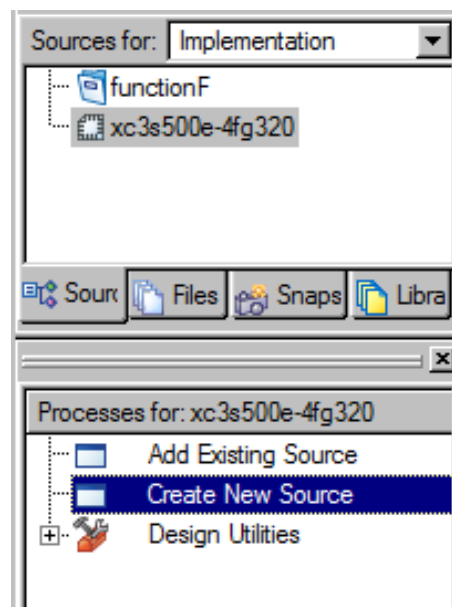 Sources for: Implementation
functionF
xc3s500e-4fg320
Sourc Files Snaps Libra
Processes for: xc3s500e-4fg320
Add Existing Source
Create New Source
Design Utilities